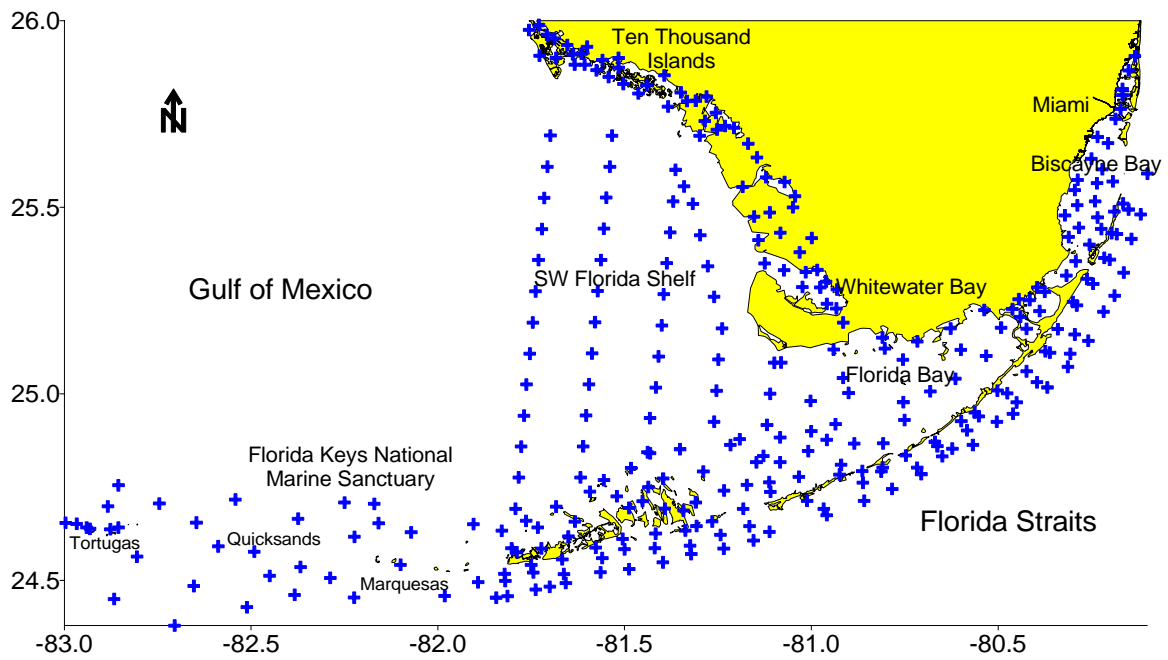 26.0
Ten Thousand
Islands
N
Miami
Biscayne Bay
25.5
SW Florida Shelf
Gulf of Mexico
Whitewater Bay
25.0
Florida Bay
Florida Keys National
Marine Sanctuary
Florida Straits
Tortugas
Quicksands
24.5
Marquesas
-83.0
-82.5
-82.0
-81.5
-81.0
-80.5